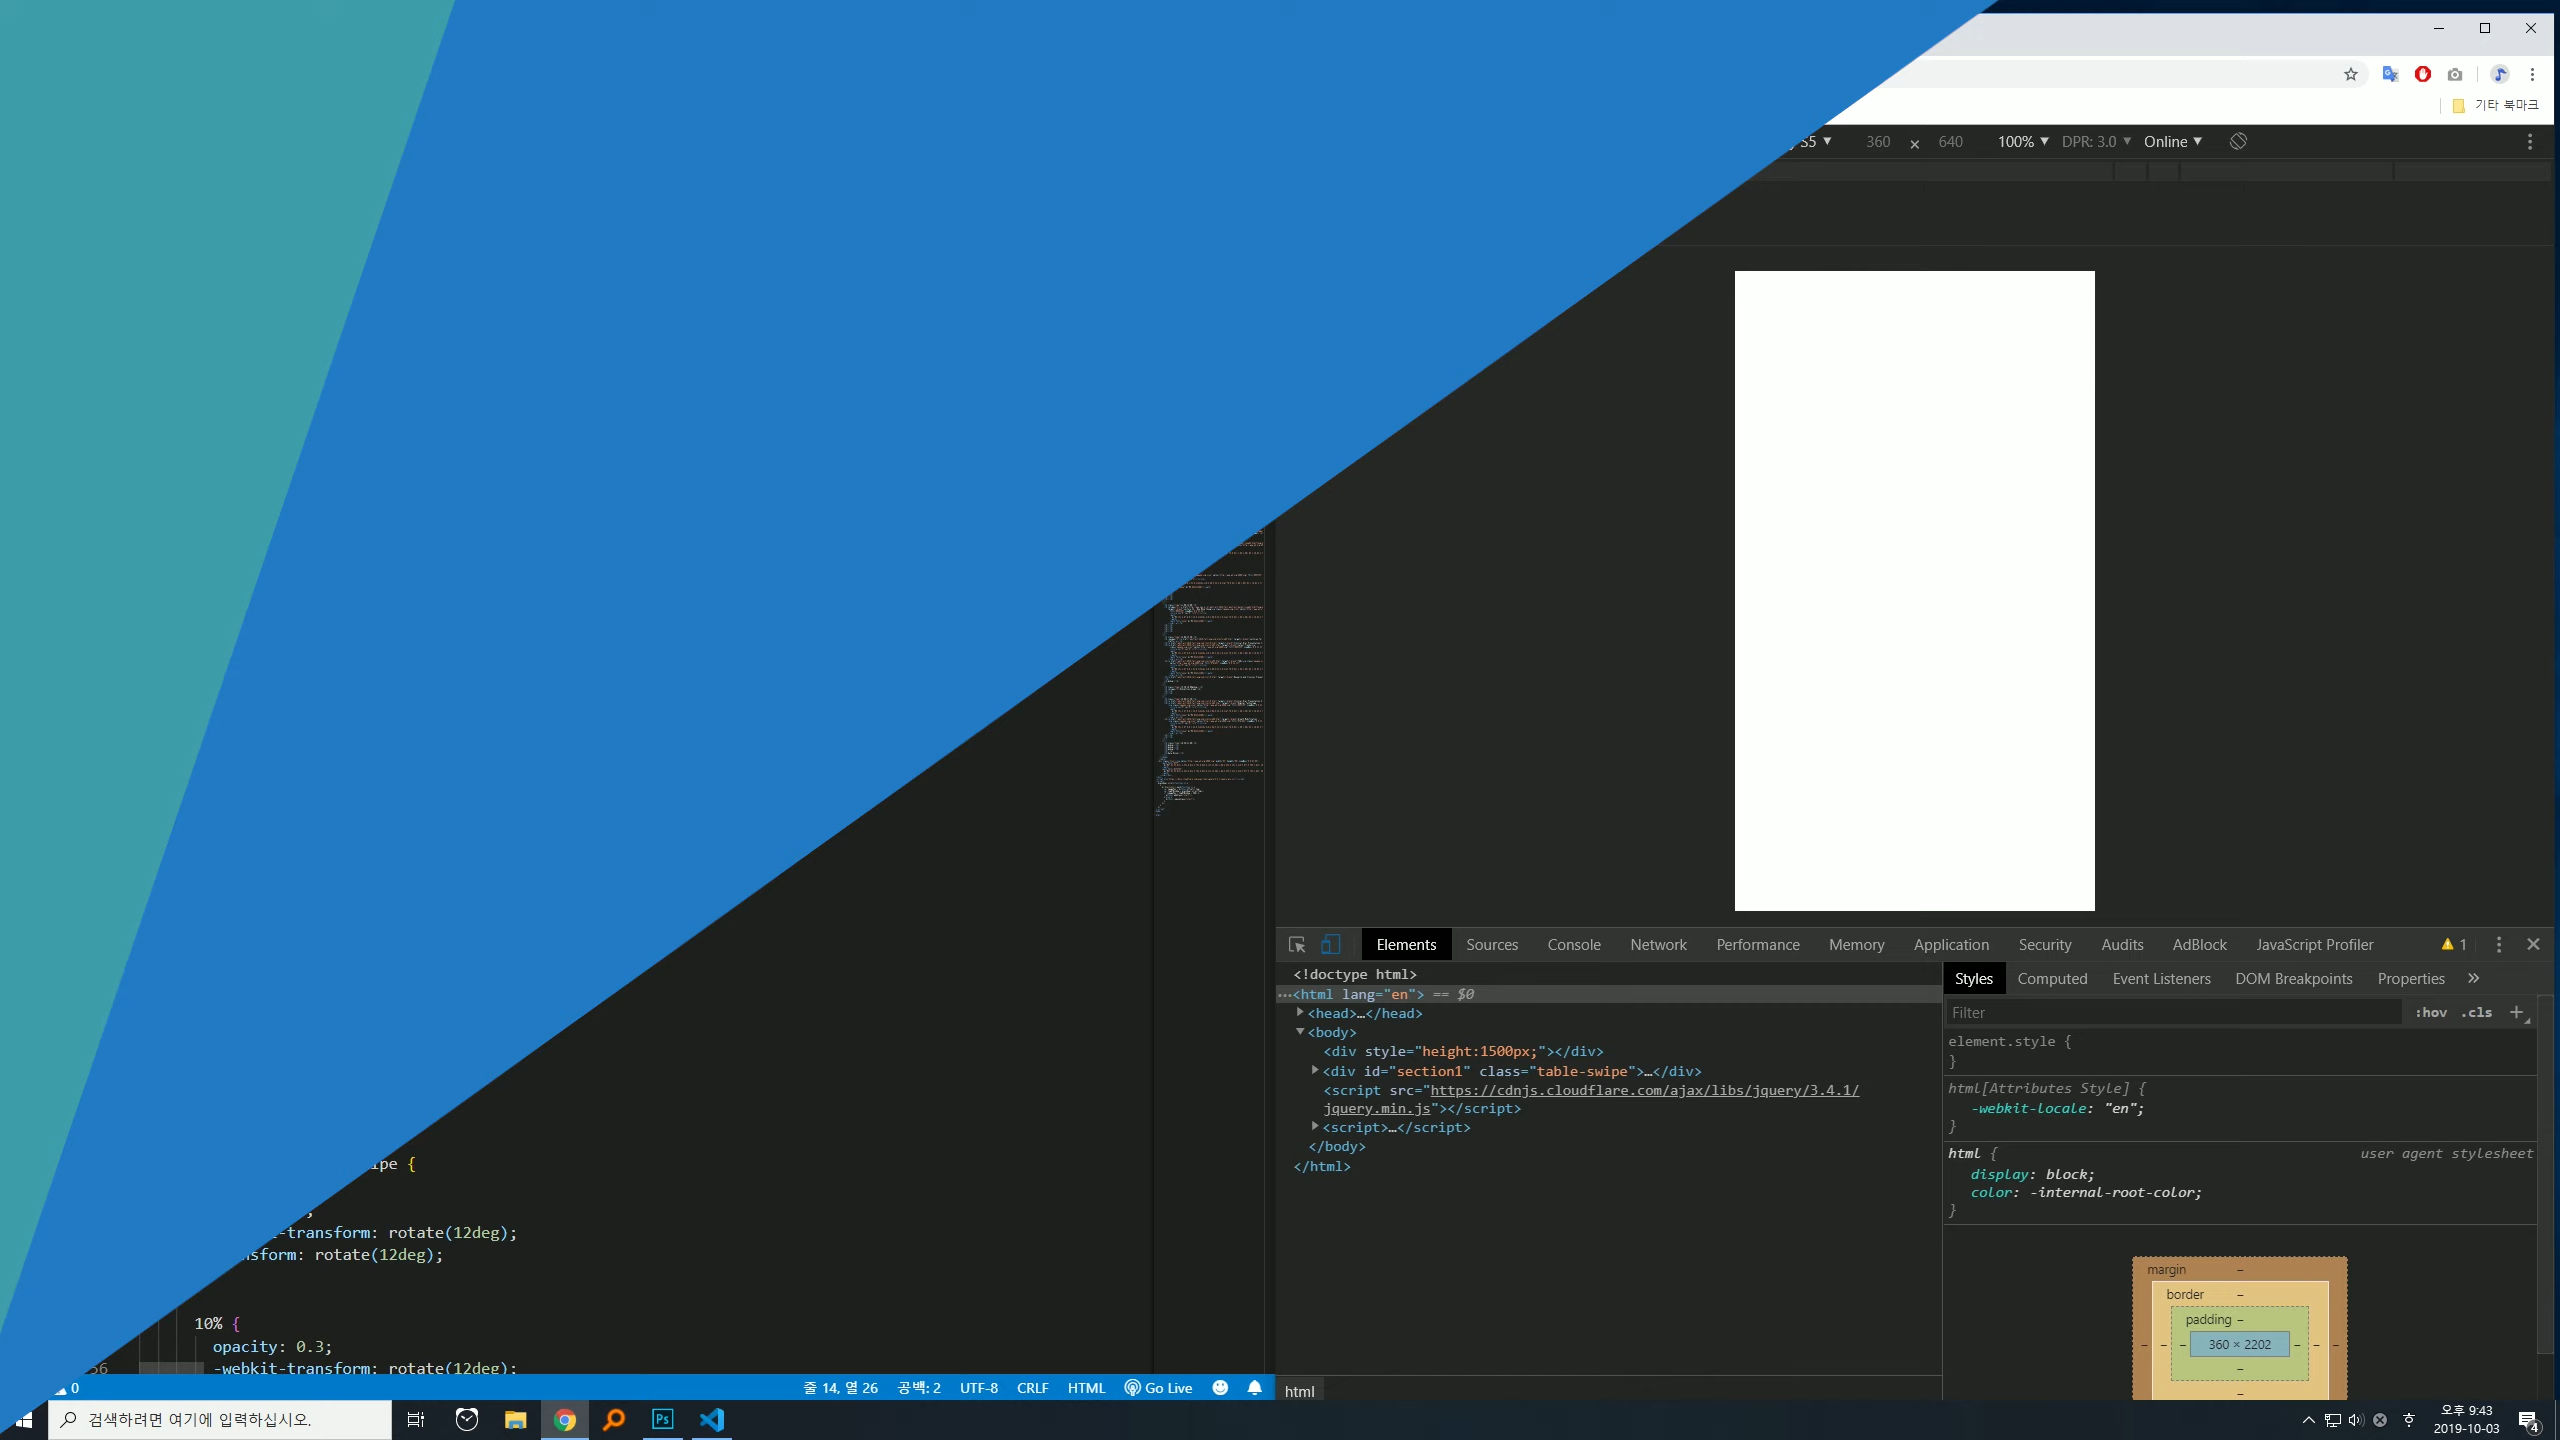 기타 북마크
S5 ▼ 360 × 640 100% ▼ DPR: 3.0 ▼ Online ▼
Elements Sources Console Network Performance Memory Application Security Audits AdBlock JavaScript Profiler 1
<!doctype html>
…<html lang="en"> == $0
<head>…</head>
<body>
<div style="height:1500px;"></div>
<div id="section1" class="table-swipe">…</div>
<script src="https://cdnjs.cloudflare.com/ajax/libs/jquery/3.4.1/
jquery.min.js"></script>
<script>…</script>
</body>
</html>
html
Styles Computed Event Listeners DOM Breakpoints Properties »
Filter :hov .cls +
element.style {
}
html[Attributes Style] {
-webkit-locale: "en";
}
html { user agent stylesheet
display: block;
color: -internal-root-color;
}
margin –
border –
padding –
– – – 360 × 2202 – – –
–
–
ipe {
;
-transform: rotate(12deg);
nsform: rotate(12deg);
10% {
opacity: 0.3;
56 -webkit-transform: rotate(12deg);
0 줄 14, 열 26 공백: 2 UTF-8 CRLF HTML Go Live
검색하려면 여기에 입력하십시오.
Ps
오후 9:43
2019-10-03
4